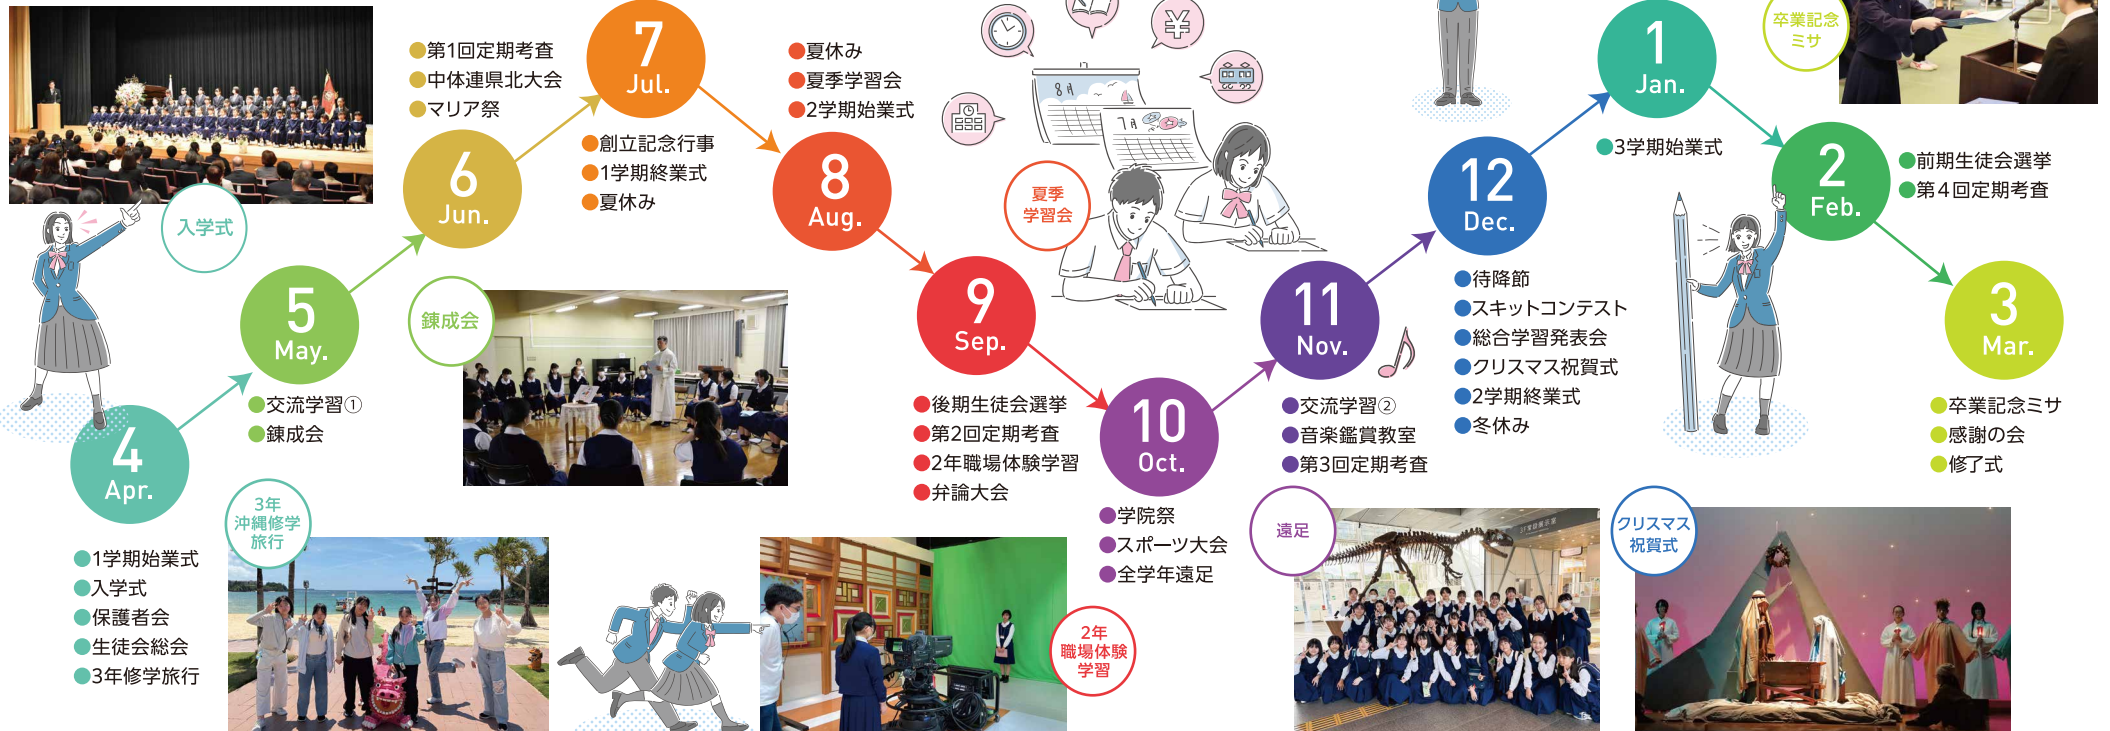 入学式
4
Apr.
●1学期始業式
●入学式
●保護者会
●生徒会総会
●3年修学旅行
3年
沖縄修学
旅行
5
May.
●交流学習①
●錬成会
錬成会
●第1回定期考査
●中体連県北大会
●マリア祭
6
Jun.
7
Jul.
●創立記念行事
●1学期終業式
●夏休み
●夏休み
●夏季学習会
●2学期始業式
8
Aug.
8月
7月
¥
夏季
学習会
9
Sep.
●後期生徒会選挙
●第2回定期考査
●2年職場体験学習
●弁論大会
2年
職場体験
学習
10
Oct.
●学院祭
●スポーツ大会
●全学年遠足
遠足
11
Nov.
●交流学習②
●音楽鑑賞教室
●第3回定期考査
12
Dec.
●待降節
●スキットコンテスト
●総合学習発表会
●クリスマス祝賀式
●2学期終業式
●冬休み
クリスマス
祝賀式
1
Jan.
●3学期始業式
2
Feb.
●前期生徒会選挙
●第4回定期考査
卒業記念
ミサ
3
Mar.
●卒業記念ミサ
●感謝の会
●修了式